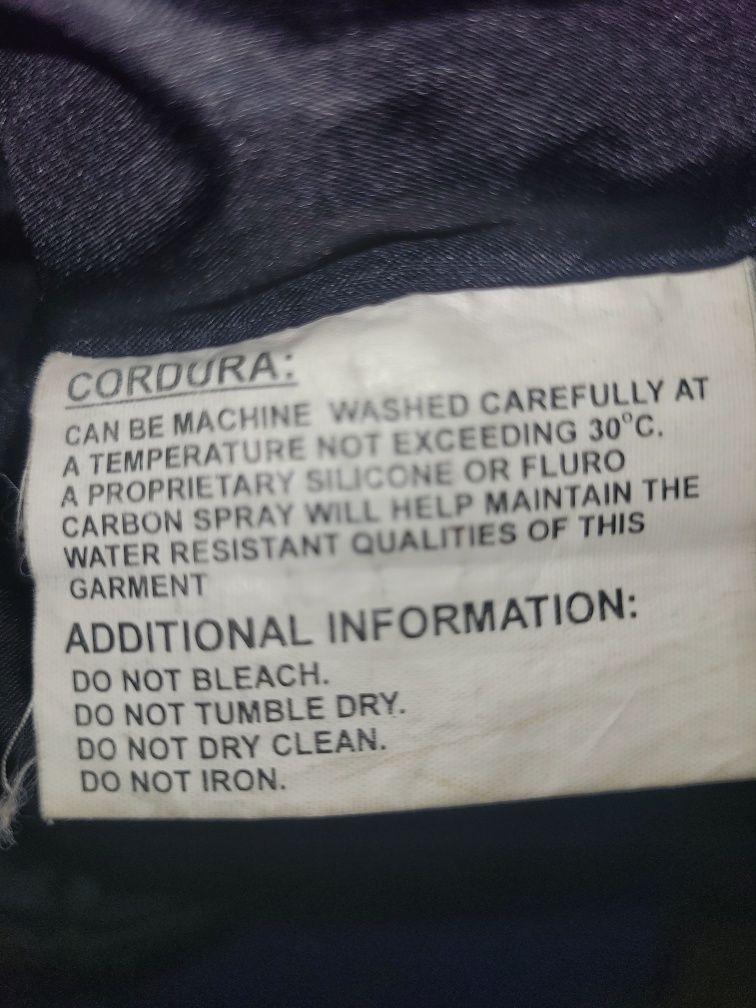 CORDURA:
CAN BE MACHINE WASHED CAREFULLY AT
A TEMPERATURE NOT EXCEEDING 30°C.
A PROPRIETARY SILICONE OR FLURO
CARBON SPRAY WILL HELP MAINTAIN THE
WATER RESISTANT QUALITIES OF THIS
GARMENT
ADDITIONAL INFORMATION:
DO NOT BLEACH.
DO NOT TUMBLE DRY.
DO NOT DRY CLEAN.
DO NOT IRON.